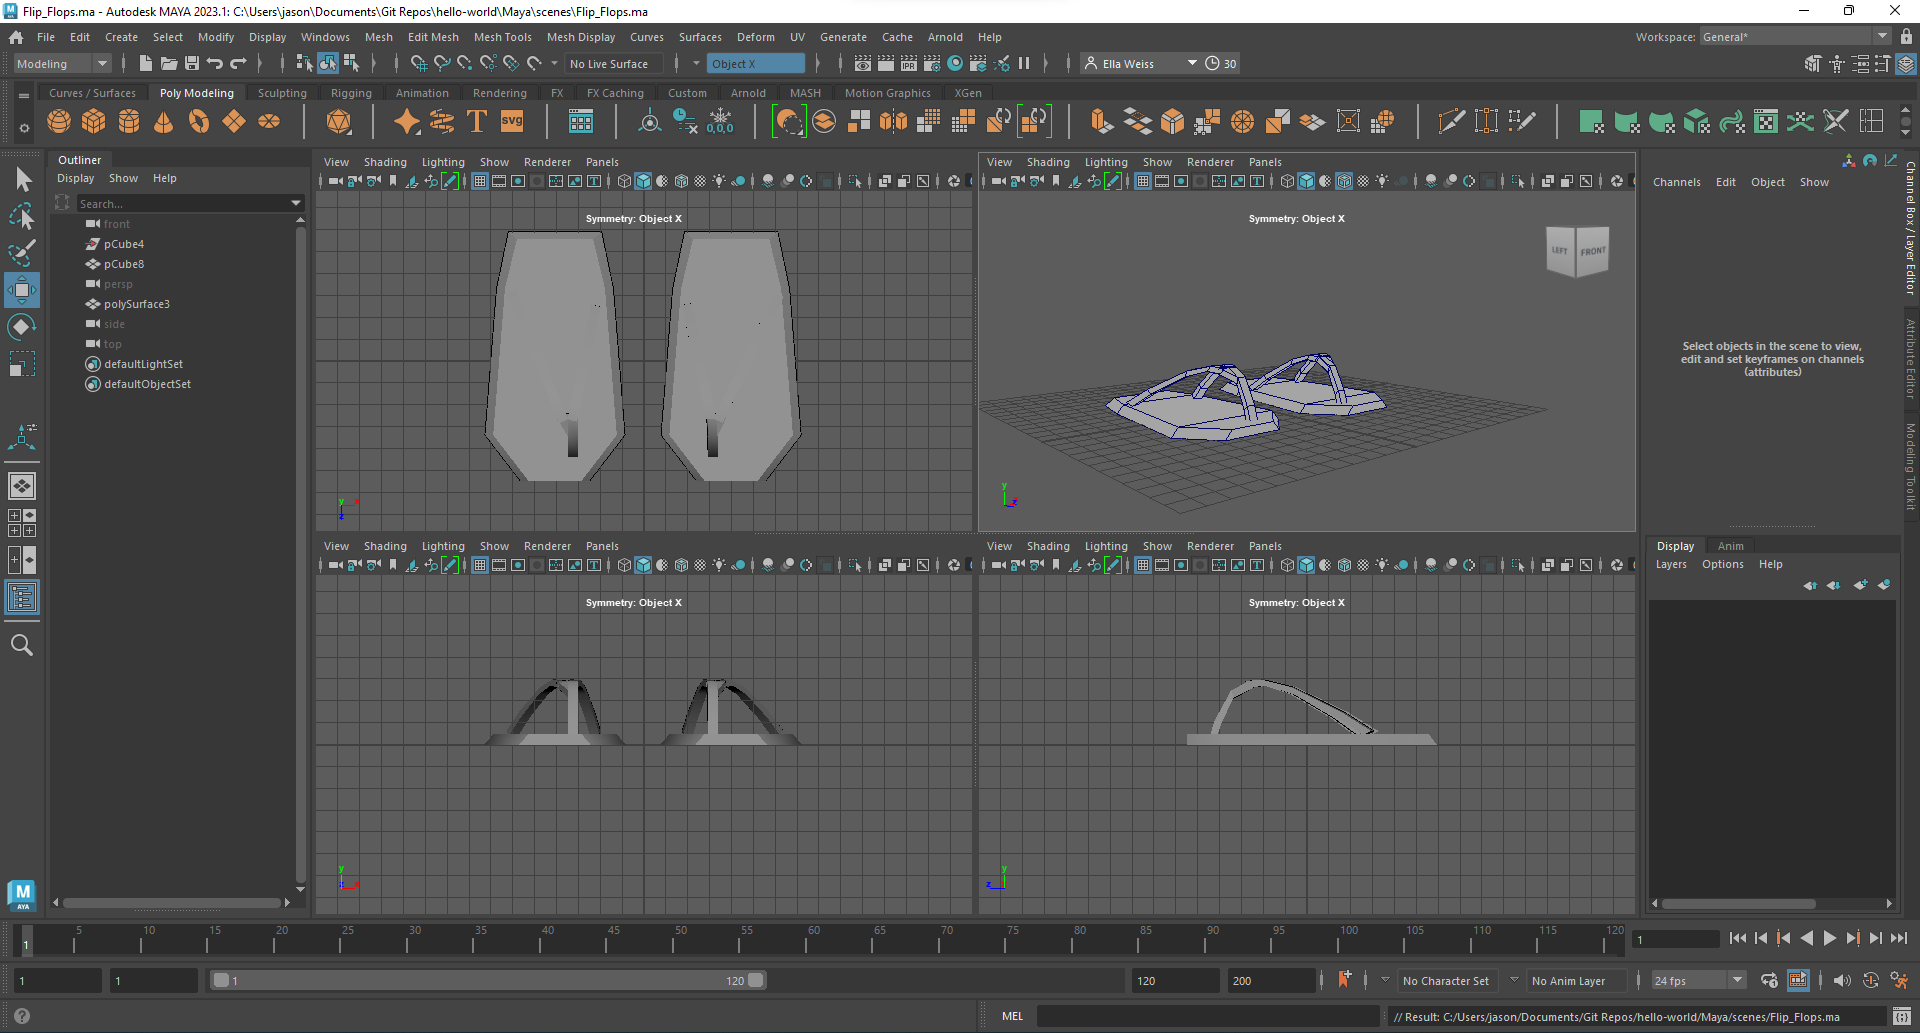 Flip_Flops.ma - Autodesk MAYA 2023.1: C:\Users\jason\Documents\Git Repos\hello-world\Maya\scenes\Flip_Flops.ma
File Edit Create Select Modify Display Windows Mesh Edit Mesh Mesh Tools Mesh Display Curves Surfaces Deform UV Generate Cache Arnold Help
Workspace: General*
Modeling No Live Surface Object X Ella Weiss 30
Curves / Surfaces Poly Modeling Sculpting Rigging Animation Rendering FX FX Caching Custom Arnold MASH Motion Graphics XGen
T svg 0,0,0
Outliner
Display Show Help
Search...
front
pCube4
pCube8
persp
polySurface3
side
top
defaultLightSet
defaultObjectSet
View Shading Lighting Show Renderer Panels
Symmetry: Object X
y x z
View Shading Lighting Show Renderer Panels
Symmetry: Object X
LEFT FRONT
y z
View Shading Lighting Show Renderer Panels
Symmetry: Object X
y z x
View Shading Lighting Show Renderer Panels
Symmetry: Object X
y z
Channels Edit Object Show
Select objects in the scene to view,
edit and set keyframes on channels
(attributes)
Channel Box / Layer Editor
Attribute Editor
Modeling Toolkit
Display Anim
Layers Options Help
M
AYA
1 5 10 15 20 25 30 35 40 45 50 55 60 65 70 75 80 85 90 95 100 105 110 115 120
1
1 1 1 120 120 200 No Character Set No Anim Layer 24 fps
MEL
// Result: C:/Users/jason/Documents/Git Repos/hello-world/Maya/scenes/Flip_Flops.ma